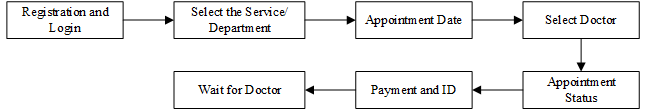 Registration and
Login
Select the Service/
Department
Appointment Date
Select Doctor
Appointment
Status
Payment and ID
Wait for Doctor